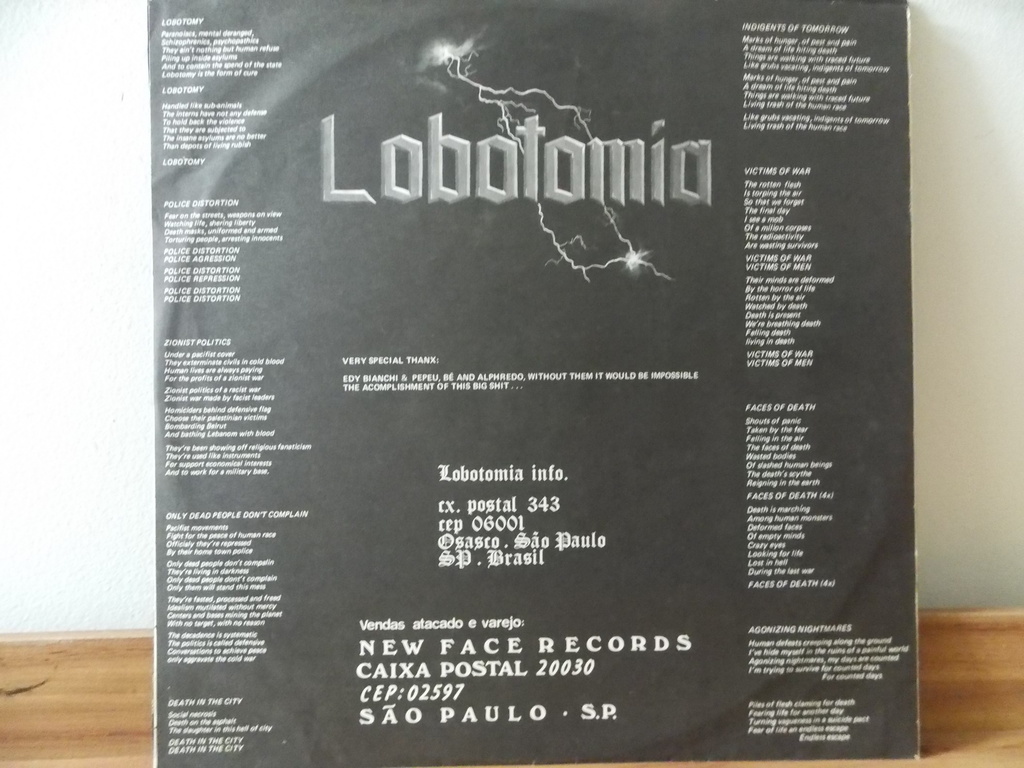 LOBOTOMY
Paranoiacs, mental deranged,
Schizophrenics, psychopathics
They ain't nothing but human refuse
Piling up inside asylums
And to contain the spend of the state
Lobotomy is the form of cure
LOBOTOMY
Handled like sub-animals
The interns have not any defense
To hold back the violence
That they are subjected to
The insane asylums are no better
Than depots of living rubish
LOBOTOMY
POLICE DISTORTION
Fear on the streets, weapons on view
Watching life, sharing liberty
Death masks, uniformed and armed
Torturing people, arresting innocents
POLICE DISTORTION
POLICE AGRESSION
POLICE DISTORTION
POLICE REPRESSION
POLICE DISTORTION
POLICE DISTORTION
ZIONIST POLITICS
Under a pacifist cover
They exterminate civils in cold blood
Human lives are always paying
For the profits of a zionist war
Zionist politics of a racist war
Zionist war made by facist leaders
Homiciders behind defensive flag
Choose their palestinian victims
Bombarding Beirut
And bathing Lebanom with blood
They're been showing off religious fanaticism
They're used like instruments
For support economical interests
And to work for a military base.
ONLY DEAD PEOPLE DON'T COMPLAIN
Pacifist movements
Fight for the peace of human race
Officially they're repressed
By their home town police
Only dead people don't compalin
They're living in darkness
Only dead people dont't complain
Only them will stand this mess
They're fasted, processed and freed
Idealism mutilated without mercy
Centers and bases mining the planet
With no target, with no reason
The decadence is systematic
The politics is called defensive
Conversations to achieve peace
only aggravate the cold war
DEATH IN THE CITY
Social necrosis
Death on the asphalt
The daughter in this hell of city
DEATH IN THE CITY
DEATH IN THE CITY
Lobotomia
VERY SPECIAL THANX:
EDY BIANCHI & PEPEU, BÉ AND ALPHREDO, WITHOUT THEM IT WOULD BE IMPOSSIBLE
THE ACOMPLISHMENT OF THIS BIG SHIT . . .
Lobotomia info.
cx. postal 343
cep 06001
Osasco . São Paulo
SP . Brasil
Vendas atacado e varejo:
NEW FACE RECORDS
CAIXA POSTAL 20030
CEP:02597
SÃO PAULO · S.P.
INDIGENTS OF TOMORROW
Marks of hunger, of pest and pain
A dream of life hiting death
Things are walking with traced future
Like grubs vacating, indigents of tomorrow
Marks of hunger, of pest and pain
A dream of life hiting death
Things are walking with traced future
Living trash of the human race
Like grubs vacating, indigents of tomorrow
Living trash of the human race
VICTIMS OF WAR
The rotten flesh
Is torping the air
So that we forget
The final day
I see a mob
Of a million corpses
The radioactivity
Are wasting survivors
VICTIMS OF WAR
VICTIMS OF MEN
Their minds are deformed
By the horror of life
Rotten by the air
Watched by death
Death is present
We're breathing death
Felling death
living in death
VICTIMS OF WAR
VICTIMS OF MEN
FACES OF DEATH
Shouts of panic
Taken by the fear
Felling in the air
The faces of death
Wasted bodies
Of slashed human beings
The death's scythe
Reigning in the earth
FACES OF DEATH (4x)
Death is marching
Among human monsters
Deformed faces
Of empty minds
Crazy eyes
Looking for life
Lost in hell
During the last war
FACES OF DEATH (4x)
AGONIZING NIGHTMARES
Human defeats creeping along the ground
I've hide myself in the ruins of a painful world
Agonizing nightmares, my days are counted
I'm trying to survive for counted days
For counted days
Piles of flesh claiming for death
Fearing life for another day
Turning vagueness in a suicide pact
Fear of life an endless escape
Endless escape